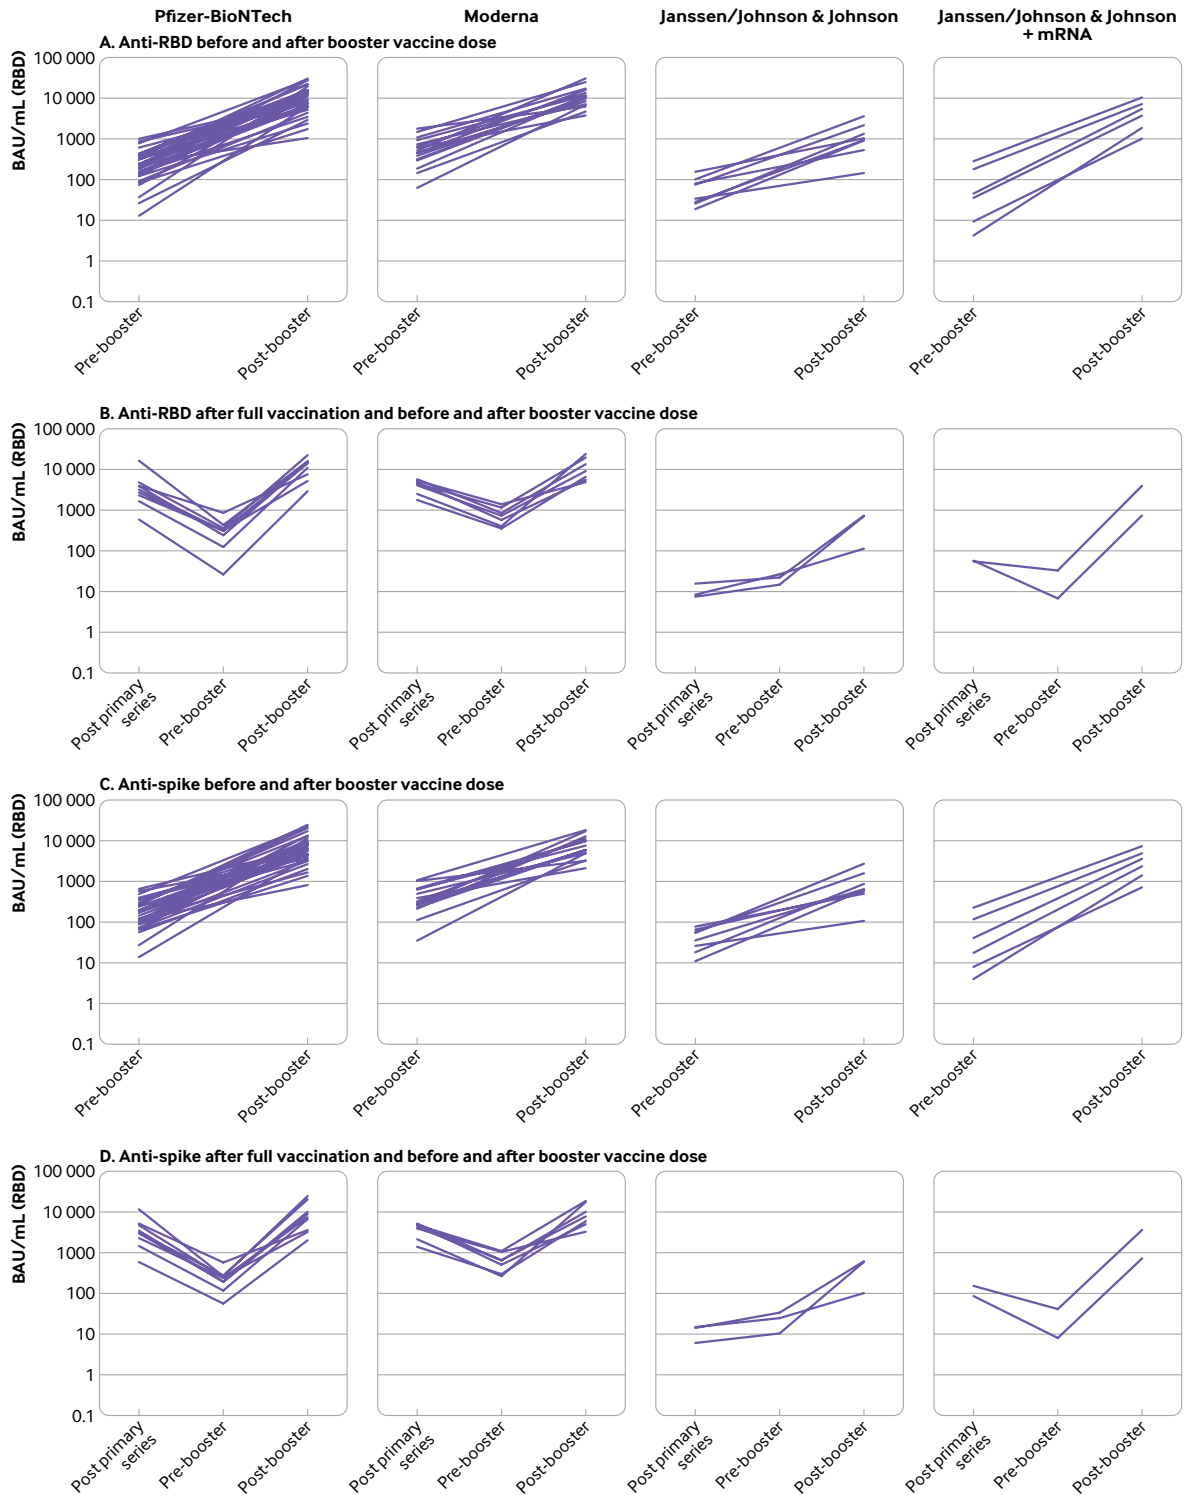 Pfizer-BioNTech
Moderna
Janssen/Johnson & Johnson
Janssen/Johnson & Johnson
+ mRNA
A. Anti-RBD before and after booster vaccine dose
BAU/mL (RBD)
100 000
10 000
1000
100
10
1
0.1
Pre-booster
Post-booster
Pre-booster
Post-booster
Pre-booster
Post-booster
Pre-booster
Post-booster
B. Anti-RBD after full vaccination and before and after booster vaccine dose
BAU/mL (RBD)
100 000
10 000
1000
100
10
1
0.1
Post primary
series
Pre-booster
Post-booster
Post primary
series
Pre-booster
Post-booster
Post primary
series
Pre-booster
Post-booster
Post primary
series
Pre-booster
Post-booster
C. Anti-spike before and after booster vaccine dose
BAU/mL (RBD)
100 000
10 000
1000
100
10
1
0.1
Pre-booster
Post-booster
Pre-booster
Post-booster
Pre-booster
Post-booster
Pre-booster
Post-booster
D. Anti-spike after full vaccination and before and after booster vaccine dose
BAU/mL (RBD)
100 000
10 000
1000
100
10
1
0.1
Post primary
series
Pre-booster
Post-booster
Post primary
series
Pre-booster
Post-booster
Post primary
series
Pre-booster
Post-booster
Post primary
series
Pre-booster
Post-booster